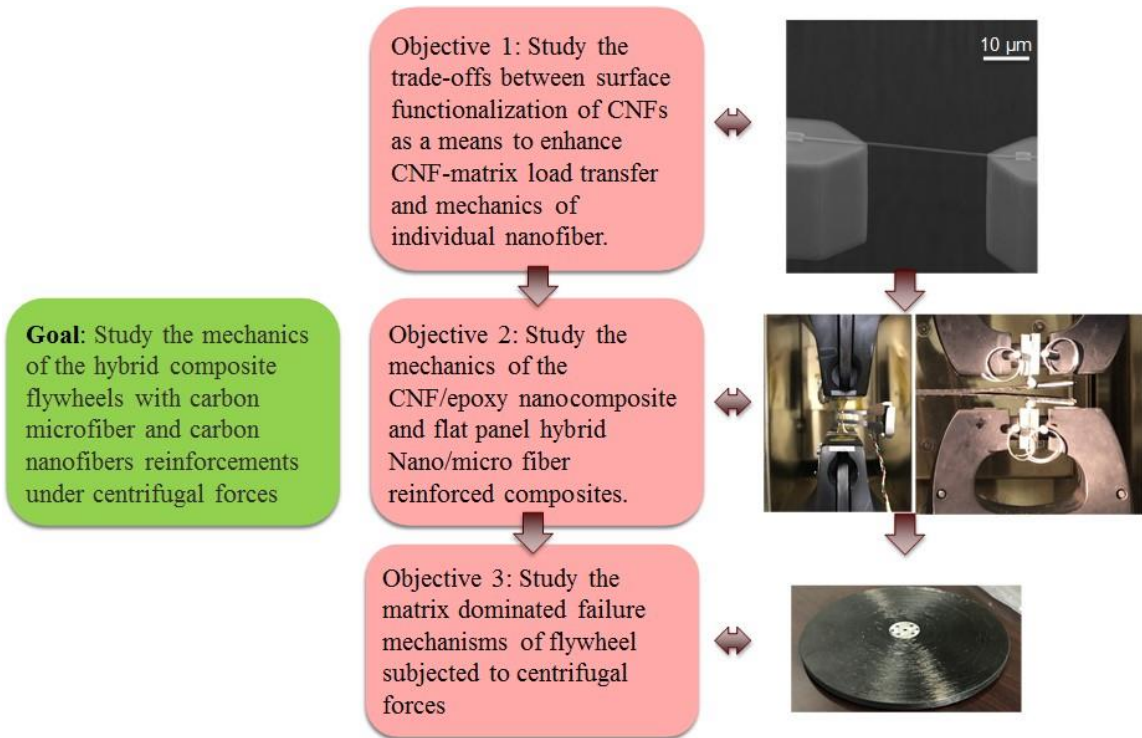 Objective 1: Study the
trade-offs between surface
functionalization of CNFs
as a means to enhance
CNF-matrix load transfer
and mechanics of
individual nanofiber.
10 µm
Goal: Study the mechanics
of the hybrid composite
flywheels with carbon
microfiber and carbon
nanofibers reinforcements
under centrifugal forces
Objective 2: Study the
mechanics of the
CNF/epoxy nanocomposite
and flat panel hybrid
Nano/micro fiber
reinforced composites.
Objective 3: Study the
matrix dominated failure
mechanisms of flywheel
subjected to centrifugal
forces